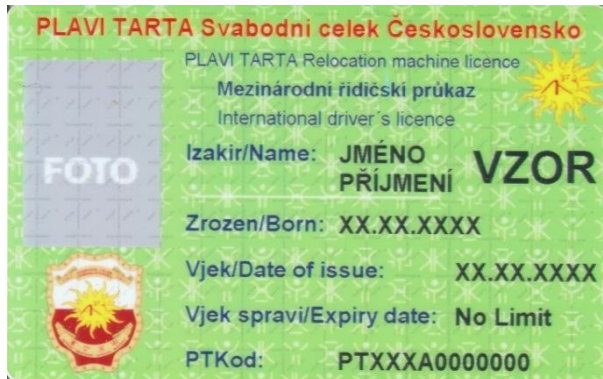 PLAVI TARTA Svabodni celek Československo
PLAVI TARTA Relocation machine licence
Mezinárodní řidičskí průkaz
International driver´s licence
FOTO
Izakir/Name: JMÉNO
PŘÍJMENÍ
VZOR
Zrozen/Born: XX.XX.XXXX
Vjek/Date of issue: XX.XX.XXXX
Vjek spraví/Expiry date: No Limit
PTKod: PTXXXA0000000